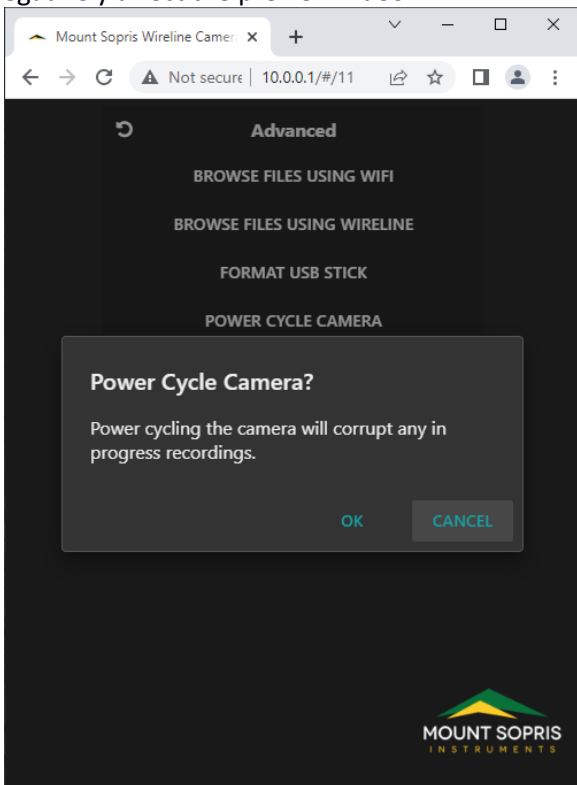 Mount Sopris Wireline Camer
Not secure | 10.0.0.1/#/11
Advanced
BROWSE FILES USING WIFI
BROWSE FILES USING WIRELINE
FORMAT USB STICK
POWER CYCLE CAMERA
Power Cycle Camera?
Power cycling the camera will corrupt any in
progress recordings.
OK CANCEL
MOUNT SOPRIS
INSTRUMENTS